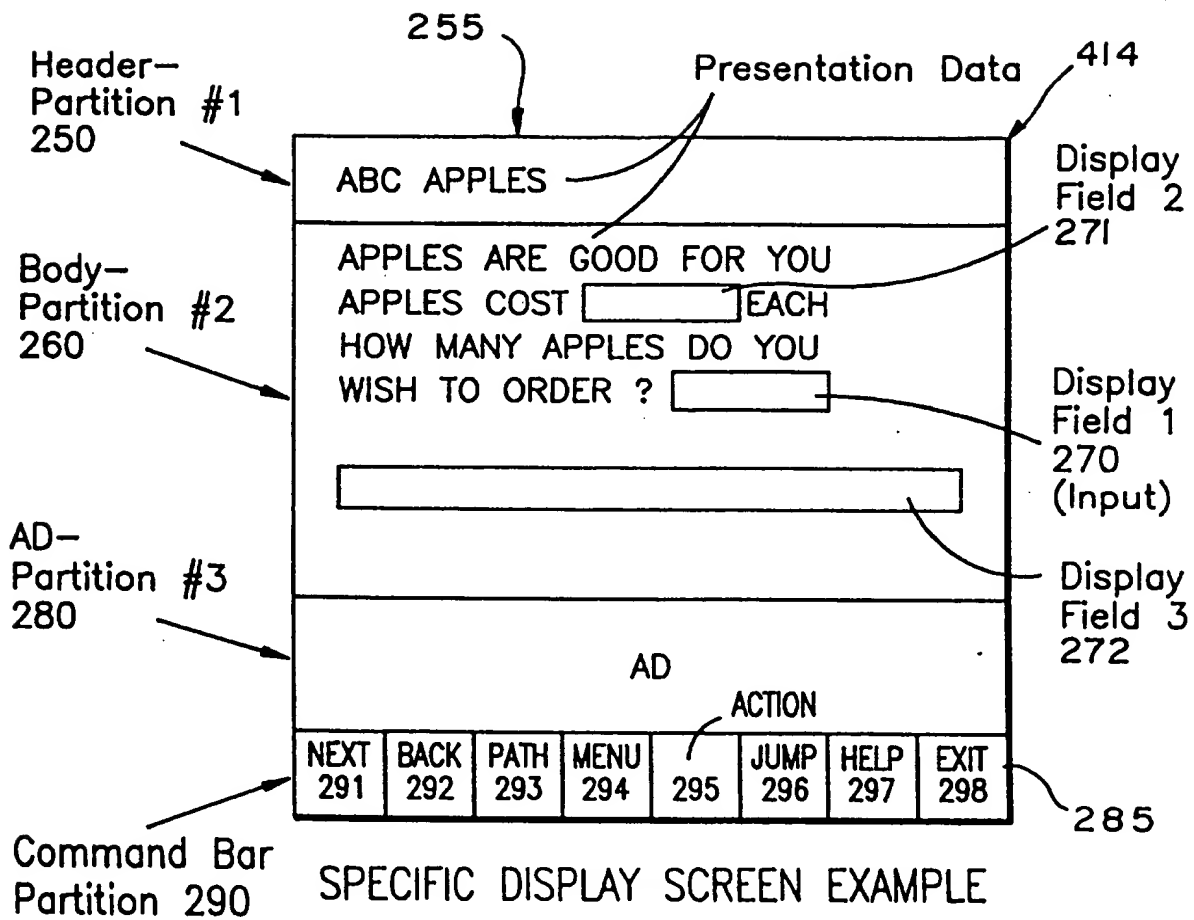 255
414
Header-
Partition #1
250
Presentation Data
ABC APPLES
Display
Field 2
271
Body-
Partition #2
260
APPLES ARE GOOD FOR YOU
APPLES COST EACH
HOW MANY APPLES DO YOU
WISH TO ORDER ?
Display
Field 1
270
(Input)
AD-
Partition #3
280
Display
Field 3
272
AD
ACTION
NEXT BACK PATH MENU JUMP HELP EXIT
291 292 293 294 295 296 297 298
285
Command Bar
Partition 290
SPECIFIC DISPLAY SCREEN EXAMPLE